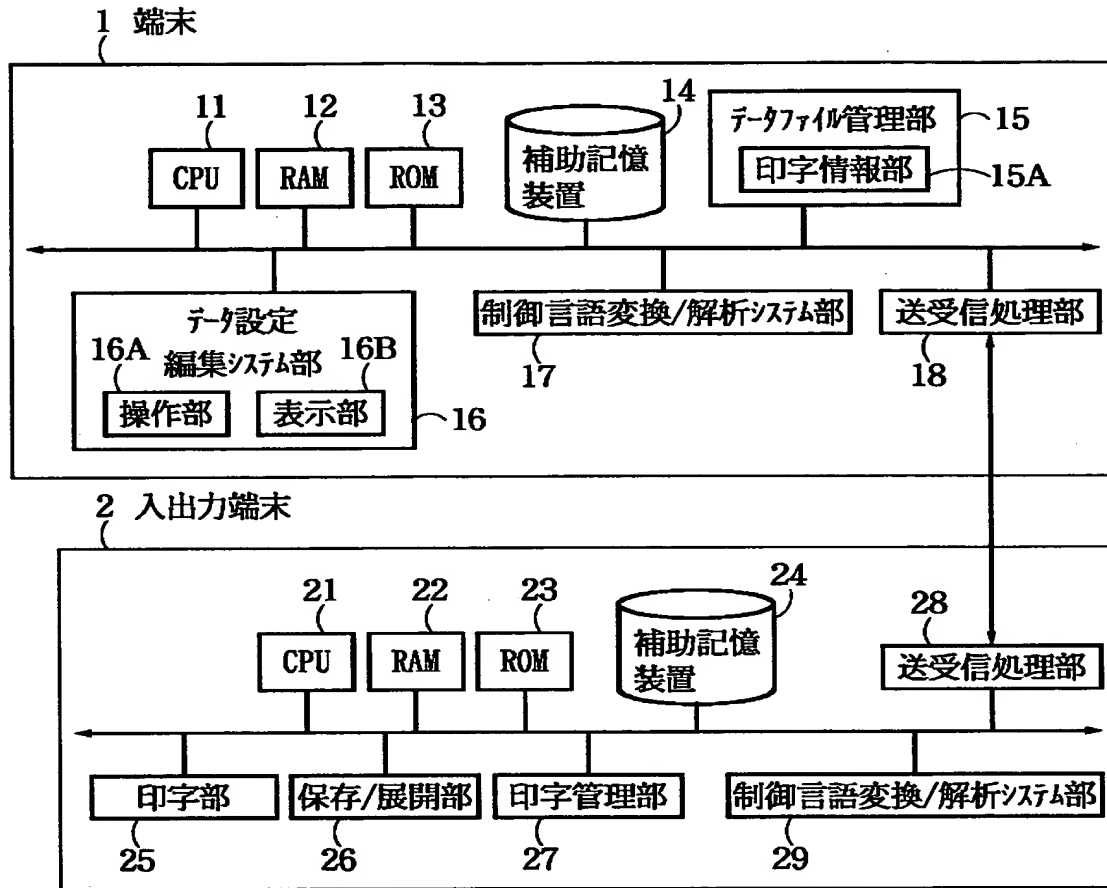 1 端末
11
12
13
14
CPU
RAM
ROM
補助記憶
装置
データファイル管理部
15
印字情報部
15A
データ設定
編集システム部
16A
16B
操作部
表示部
16
制御言語変換/解析システム部
17
送受信処理部
18
2 入出力端末
21
22
23
24
28
CPU
RAM
ROM
補助記憶
装置
送受信処理部
印字部
保存/展開部
印字管理部
制御言語変換/解析システム部
25
26
27
29